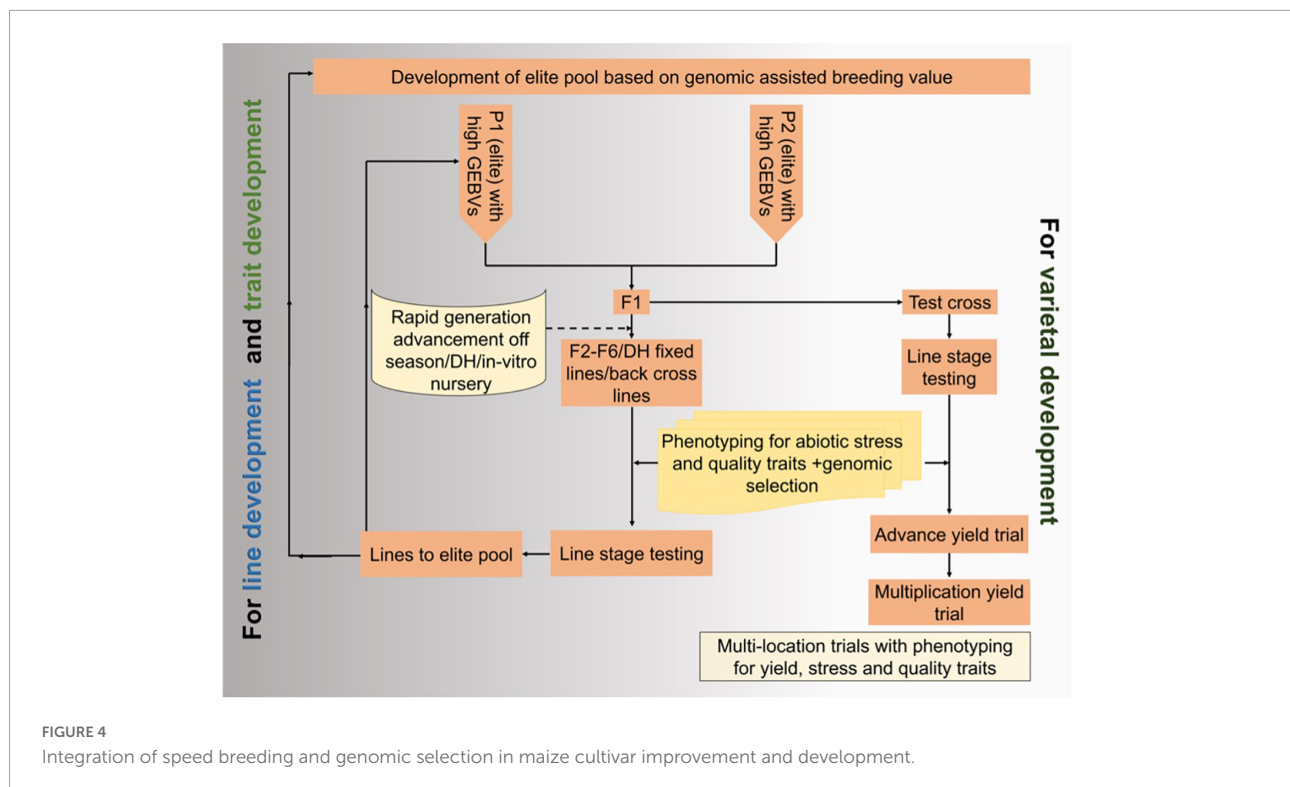 Development of elite pool based on genomic assisted breeding value
For line development and trait development
P1 (elite) with
high GEBVs
P2 (elite) with
high GEBVs
For varietal development
F1
Test cross
Rapid generation
advancement off
season/DH/in-vitro
nursery
F2-F6/DH fixed
lines/back cross
lines
Line stage
testing
Phenotyping for abiotic stress
and quality traits +genomic
selection
Lines to elite pool
Line stage testing
Advance yield trial
Multiplication yield
trial
Multi-location trials with phenotyping
for yield, stress and quality traits
FIGURE 4
Integration of speed breeding and genomic selection in maize cultivar improvement and development.